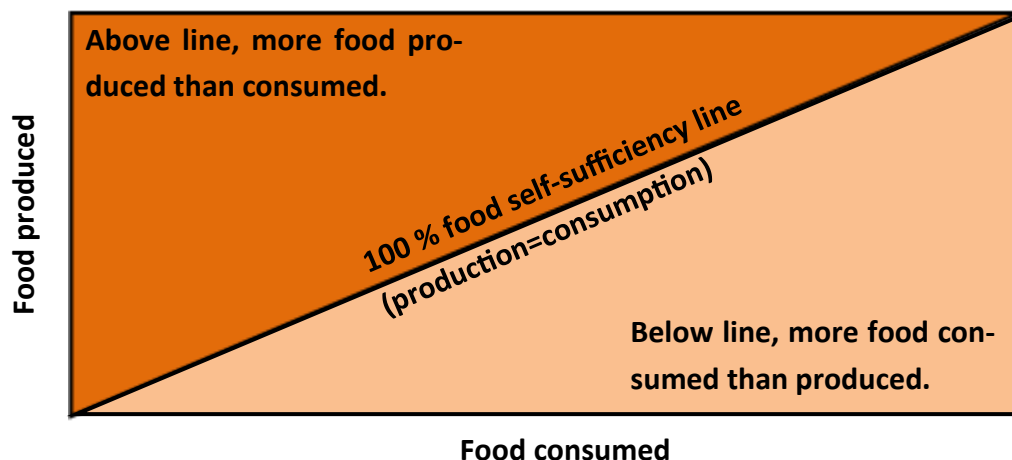 Above line, more food pro-
duced than consumed.
Food produced
100 % food self-sufficiency line
(production=consumption)
Below line, more food con-
sumed than produced.
Food consumed